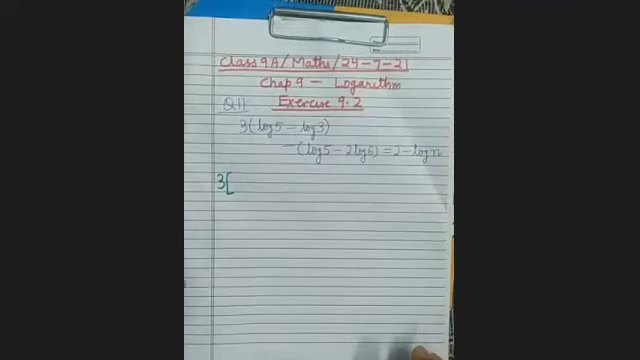 Class 9A/Maths/24-7-21
Chap 9 - Logarithm
Exercise 9.2
Q.11
3(log5 - log3)
-(log5 - 2log6) = 2 - log n
3[